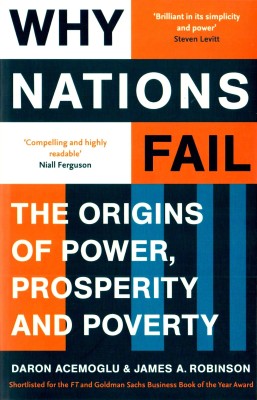 WHY
'Brilliant in its simplicity
and power'
Steven Levitt
NATIONS
'Compelling and highly
readable'
Niall Ferguson
FAIL
THE ORIGINS
OF POWER,
PROSPERITY
AND POVERTY
DARON ACEMOGLU & JAMES A. ROBINSON
Shortlisted for the FT and Goldman Sachs Business Book of the Year Award